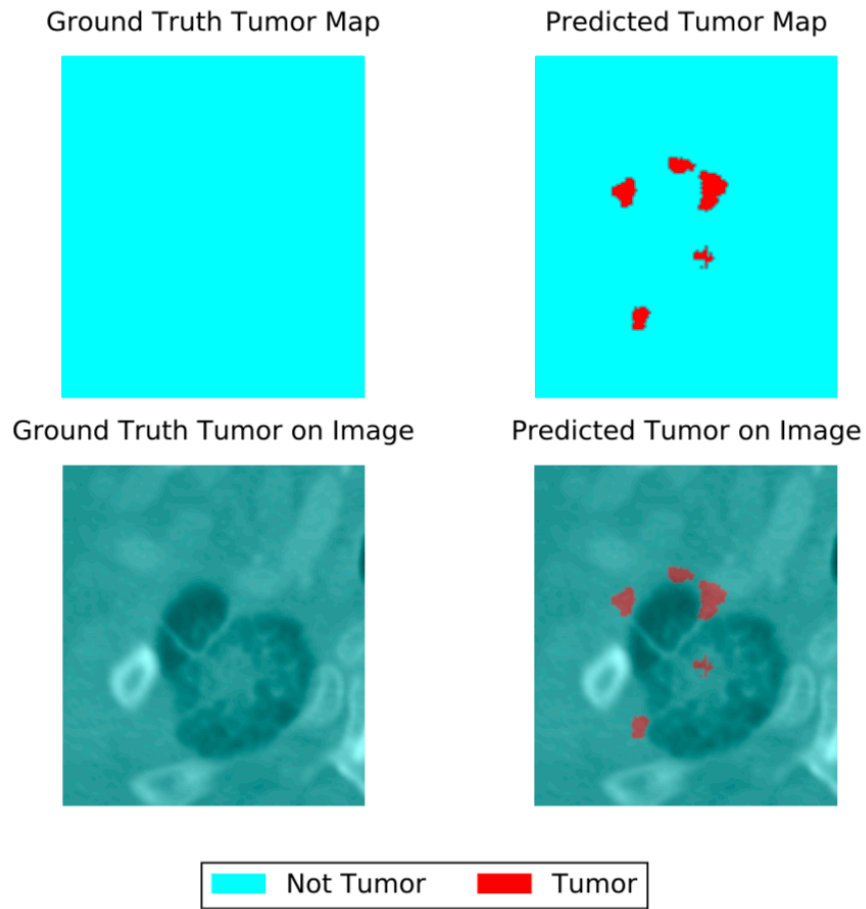 Ground Truth Tumor Map
Predicted Tumor Map
Ground Truth Tumor on Image
Predicted Tumor on Image
Not Tumor
Tumor